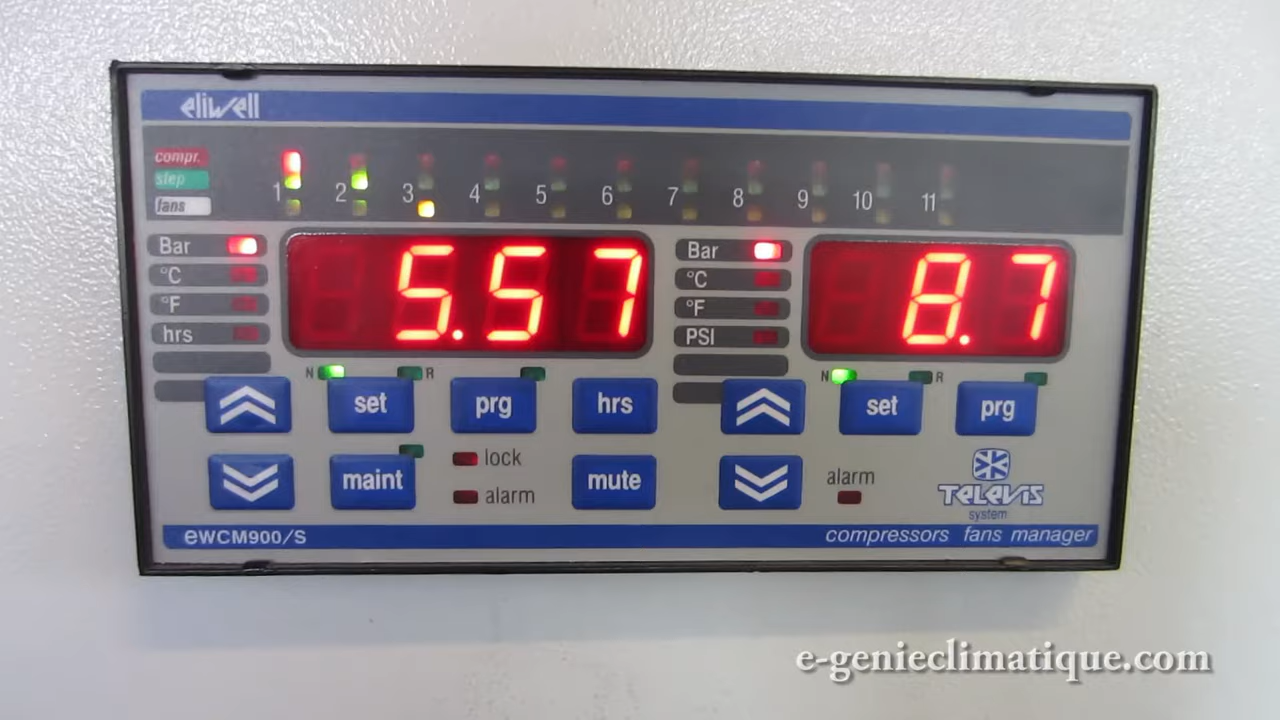 eliwell
compr.
step
fans
1 2 3 4 5 6 7 8 9 10 11
Bar
°C
°F
hrs
5.57
Bar
°C
°F
PSI
8.7
N R
N R
set prg hrs
set prg
maint
lock
alarm
mute
alarm
TELEVIS
system
eWCM900/S
compressors fans manager
e-genieclimatique.com